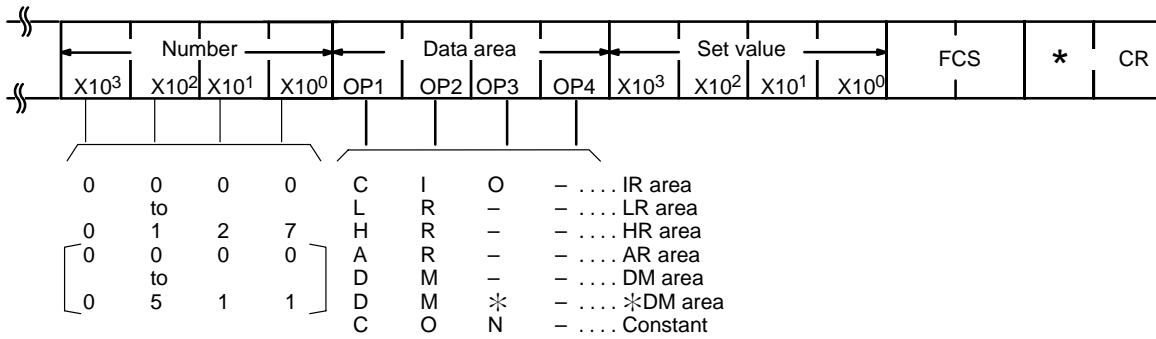 Number Data area Set value FCS * CR
X10³ X10² X10¹ X10⁰ OP1 OP2 OP3 OP4 X10³ X10² X10¹ X10⁰
0 0 0 0 C I O – .... IR area
to L R – – .... LR area
0 1 2 7 H R – – .... HR area
0 0 0 0 A R – – .... AR area
to D M – – .... DM area
0 5 1 1 D M * – .... *DM area
C O N – .... Constant